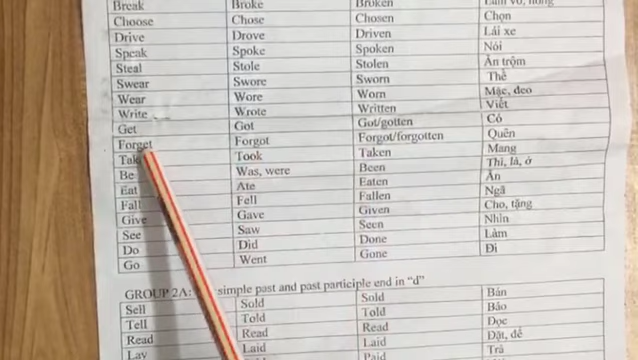 Break Broke Broken
Choose Chose Chosen Chọn
Drive Drove Driven Lái xe
Speak Spoke Spoken Nói
Steal Stole Stolen Ăn trộm
Swear Swore Sworn Thề
Wear Wore Worn Mặc, đeo
Write Wrote Written Viết
Get Got Got/gotten Có
Forget Forgot Forgot/forgotten Quên
Took Taken Mang
Be Was, were Been Thì, là, ở
Eat Ate Eaten Ăn
Fall Fell Fallen Ngã
Give Gave Given Cho, tặng
See Saw Seen Nhìn
Do Did Done Làm
Go Went Gone Đi
GROUP 2A: simple past and past participle end in “d”
Sell Sold Sold Bán
Tell Told Told Bảo
Read Read Read Đọc
Lay Laid Laid Đặt, để
Paid Trả